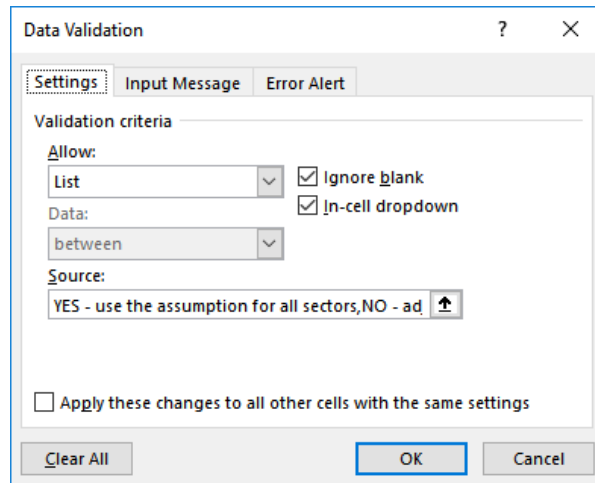 Data Validation ?
Settings Input Message Error Alert
Validation criteria
Allow:
List
Ignore blank
Data:
In-cell dropdown
between
Source:
YES - use the assumption for all sectors,NO - ad
Apply these changes to all other cells with the same settings
Clear All OK Cancel